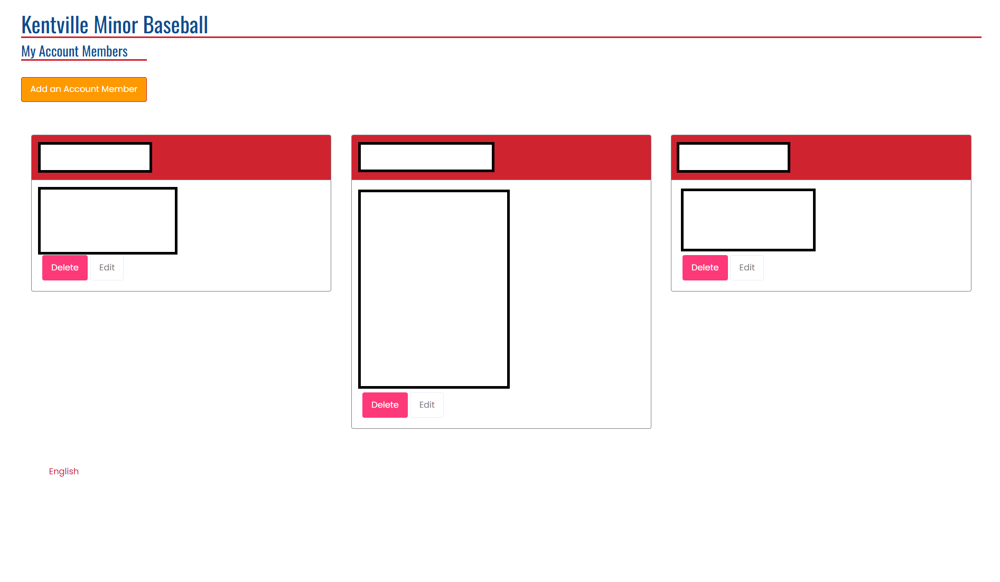 Kentville Minor Baseball
My Account Members
Add an Account Member
Delete Edit
Delete Edit
Delete Edit
English